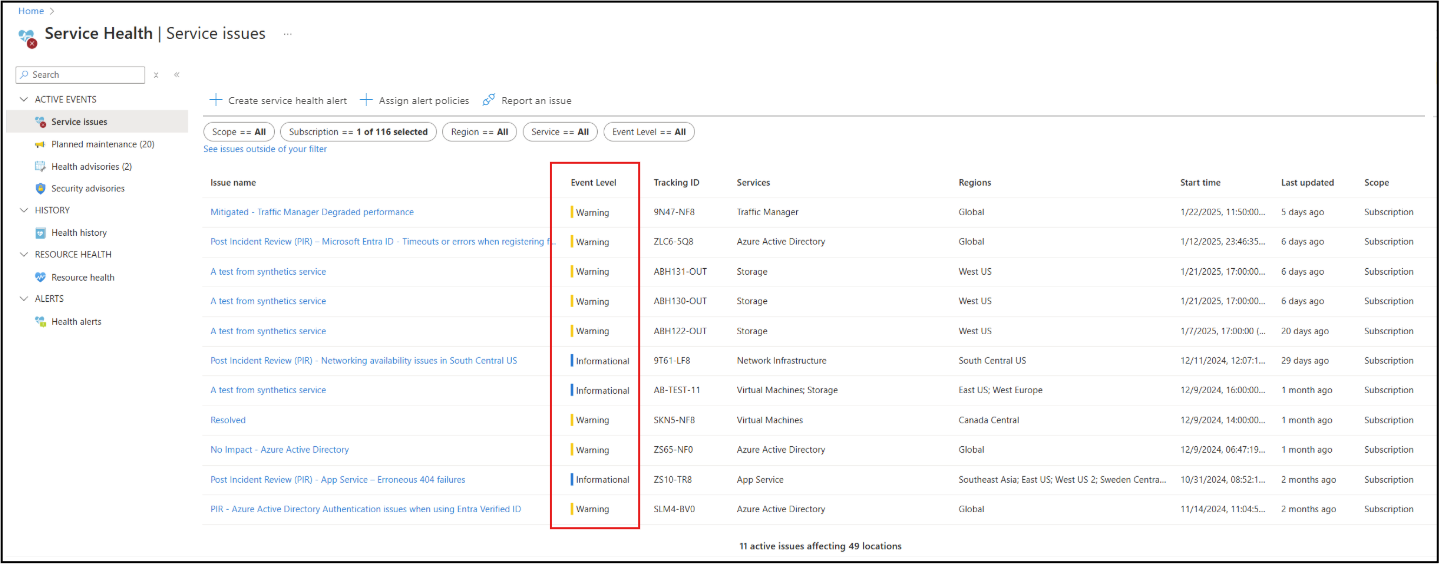 Home >
Service Health | Service issues ...
Search
ACTIVE EVENTS
Service issues
Planned maintenance (20)
Health advisories (2)
Security advisories
HISTORY
Health history
RESOURCE HEALTH
Resource health
ALERTS
Health alerts
Create service health alert Assign alert policies Report an issue
Scope == All Subscription == 1 of 116 selected Region == All Service == All Event Level == All
See issues outside of your filter
Issue name Event Level Tracking ID Services Regions Start time Last updated Scope
Mitigated - Traffic Manager Degraded performance Warning 9N47-NF8 Traffic Manager Global 1/22/2025, 11:50:00... 5 days ago Subscription
Post Incident Review (PIR) – Microsoft Entra ID - Timeouts or errors when registering f... Warning ZLC6-5Q8 Azure Active Directory Global 1/12/2025, 23:46:35... 6 days ago Subscription
A test from synthetics service Warning ABH131-OUT Storage West US 1/21/2025, 17:00:00... 6 days ago Subscription
A test from synthetics service Warning ABH130-OUT Storage West US 1/21/2025, 17:00:00... 6 days ago Subscription
A test from synthetics service Warning ABH122-OUT Storage West US 1/7/2025, 17:00:00 (... 20 days ago Subscription
Post Incident Review (PIR) - Networking availability issues in South Central US Informational 9T61-LF8 Network Infrastructure South Central US 12/11/2024, 12:07:1... 29 days ago Subscription
A test from synthetics service Informational AB-TEST-11 Virtual Machines; Storage East US; West Europe 12/9/2024, 16:00:00... 1 month ago Subscription
Resolved Warning SKN5-NF8 Virtual Machines Canada Central 12/9/2024, 14:00:00... 1 month ago Subscription
No Impact - Azure Active Directory Warning ZS65-NF0 Azure Active Directory Global 12/9/2024, 06:47:19... 1 month ago Subscription
Post Incident Review (PIR) - App Service – Erroneous 404 failures Informational ZS10-TR8 App Service Southeast Asia; East US; West US 2; Sweden Centra... 10/31/2024, 08:52:1... 2 months ago Subscription
PIR - Azure Active Directory Authentication issues when using Entra Verified ID Warning SLM4-BV0 Azure Active Directory Global 11/14/2024, 11:04:5... 2 months ago Subscription
11 active issues affecting 49 locations